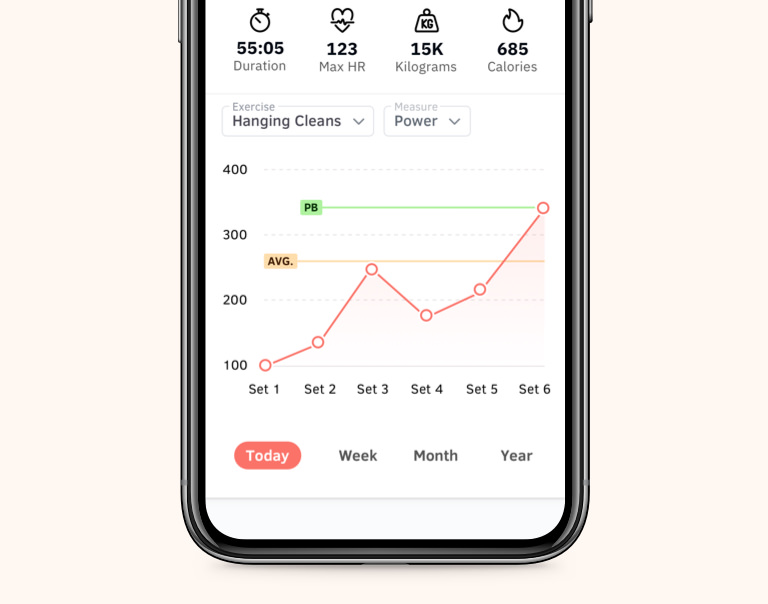 KG
55:05 123 15K 685
Duration Max HR Kilograms Calories
Exercise Measure
Hanging Cleans Power
400
PB
300
AVG.
200
100
Set 1 Set 2 Set 3 Set 4 Set 5 Set 6
Today Week Month Year